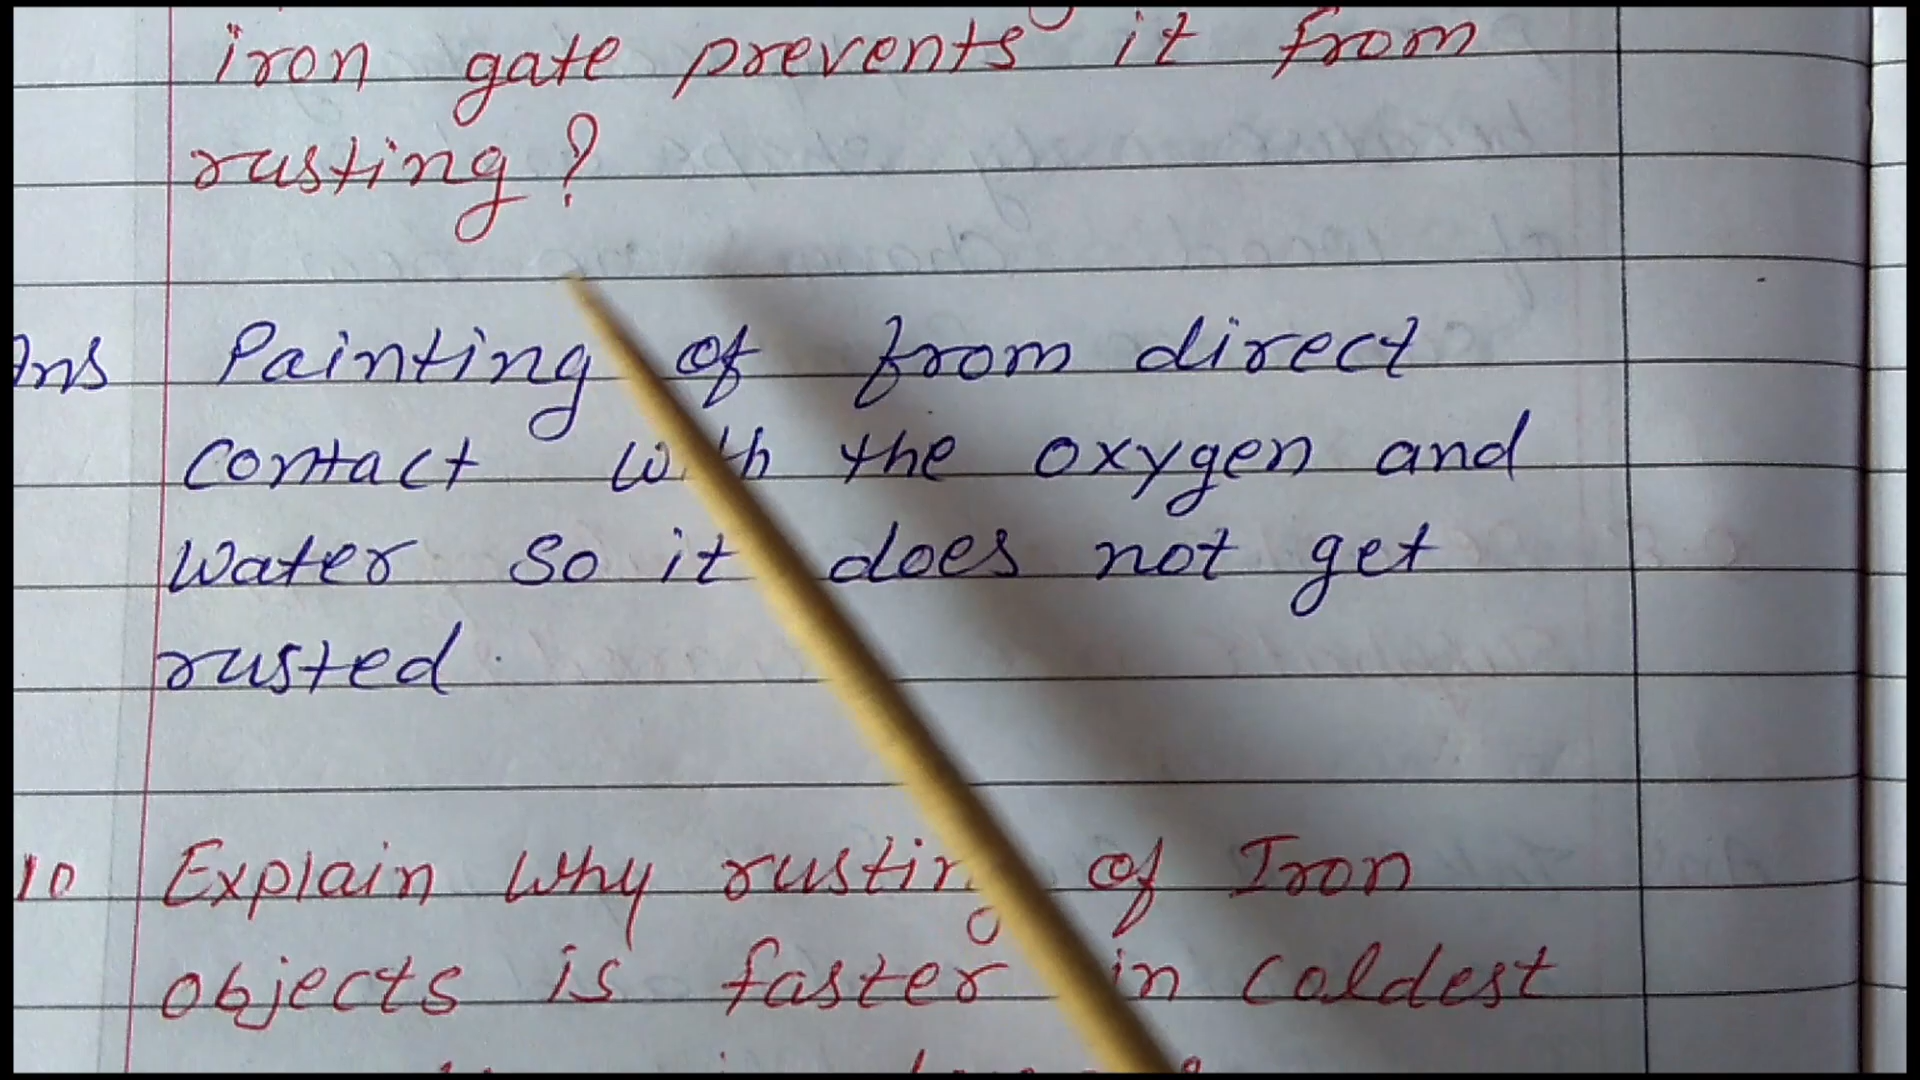 iron gate prevents it from
rusting?
Ans Painting of from direct
contact with the oxygen and
Water so it does not get
rusted.
10 Explain why rusting of Iron
objects is faster in coldest